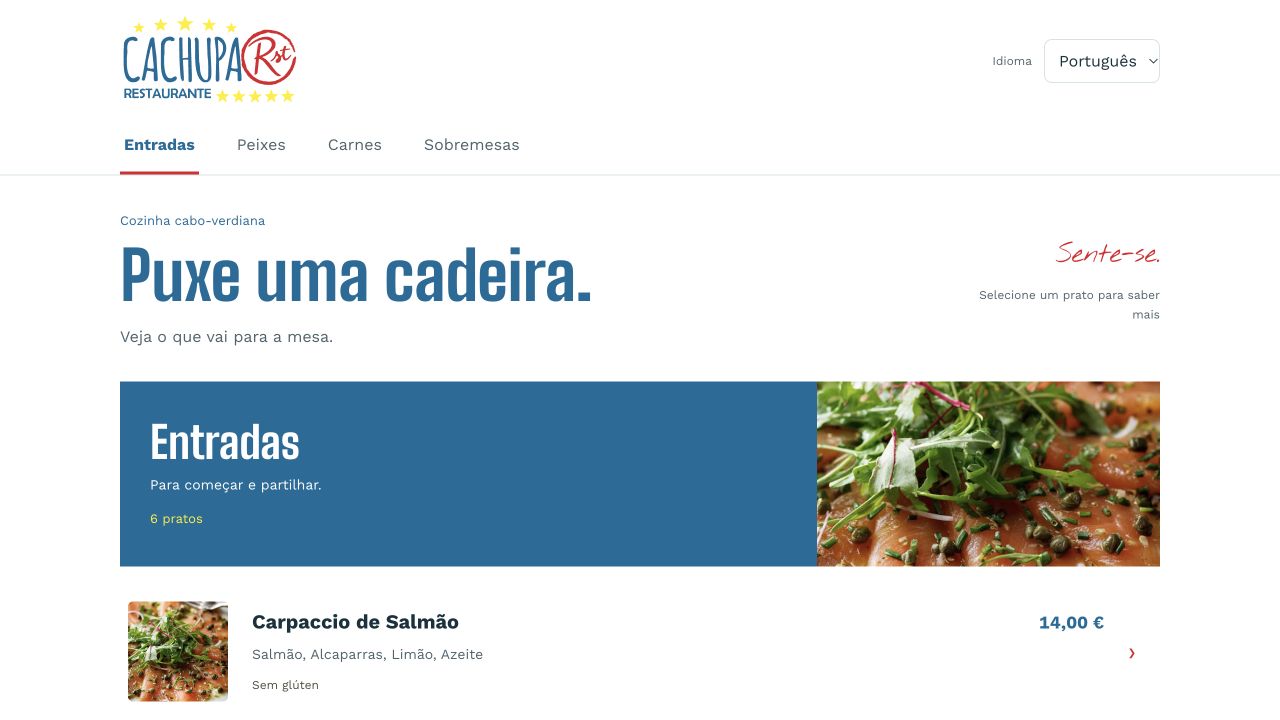 CACHUPA Rst
RESTAURANTE
Idioma
Português
Entradas
Peixes
Carnes
Sobremesas
Cozinha cabo-verdiana
Puxe uma cadeira.
Veja o que vai para a mesa.
Sente-se.
Selecione um prato para saber
mais
Entradas
Para começar e partilhar.
6 pratos
Carpaccio de Salmão
14,00 €
Salmão, Alcaparras, Limão, Azeite
Sem glúten